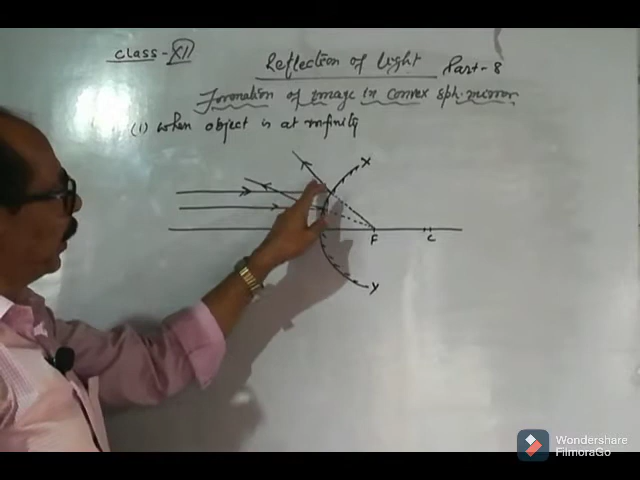 Class - XII
Reflection of Light
Part-8
Formation of image in convex sph. mirror
(1) when object is at infinity
X
F
C
Y
Wondershare
FilmoraGo